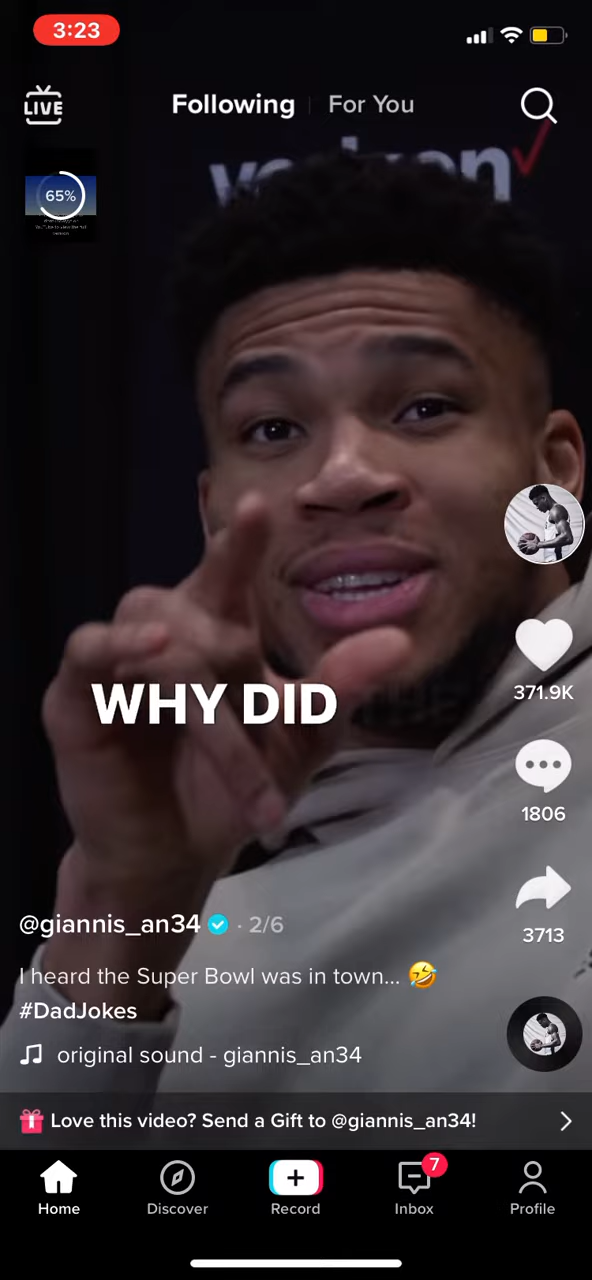 3:23
LIVE
Following | For You
verizon
65%
WHY DID THE
371.9K
1806
3713
@giannis_an34 · 2/6
I heard the Super Bowl was in town... 🤣
#DadJokes
original sound - giannis_an34
Love this video? Send a Gift to @giannis_an34!
7
Home
Discover
Record
Inbox
Profile